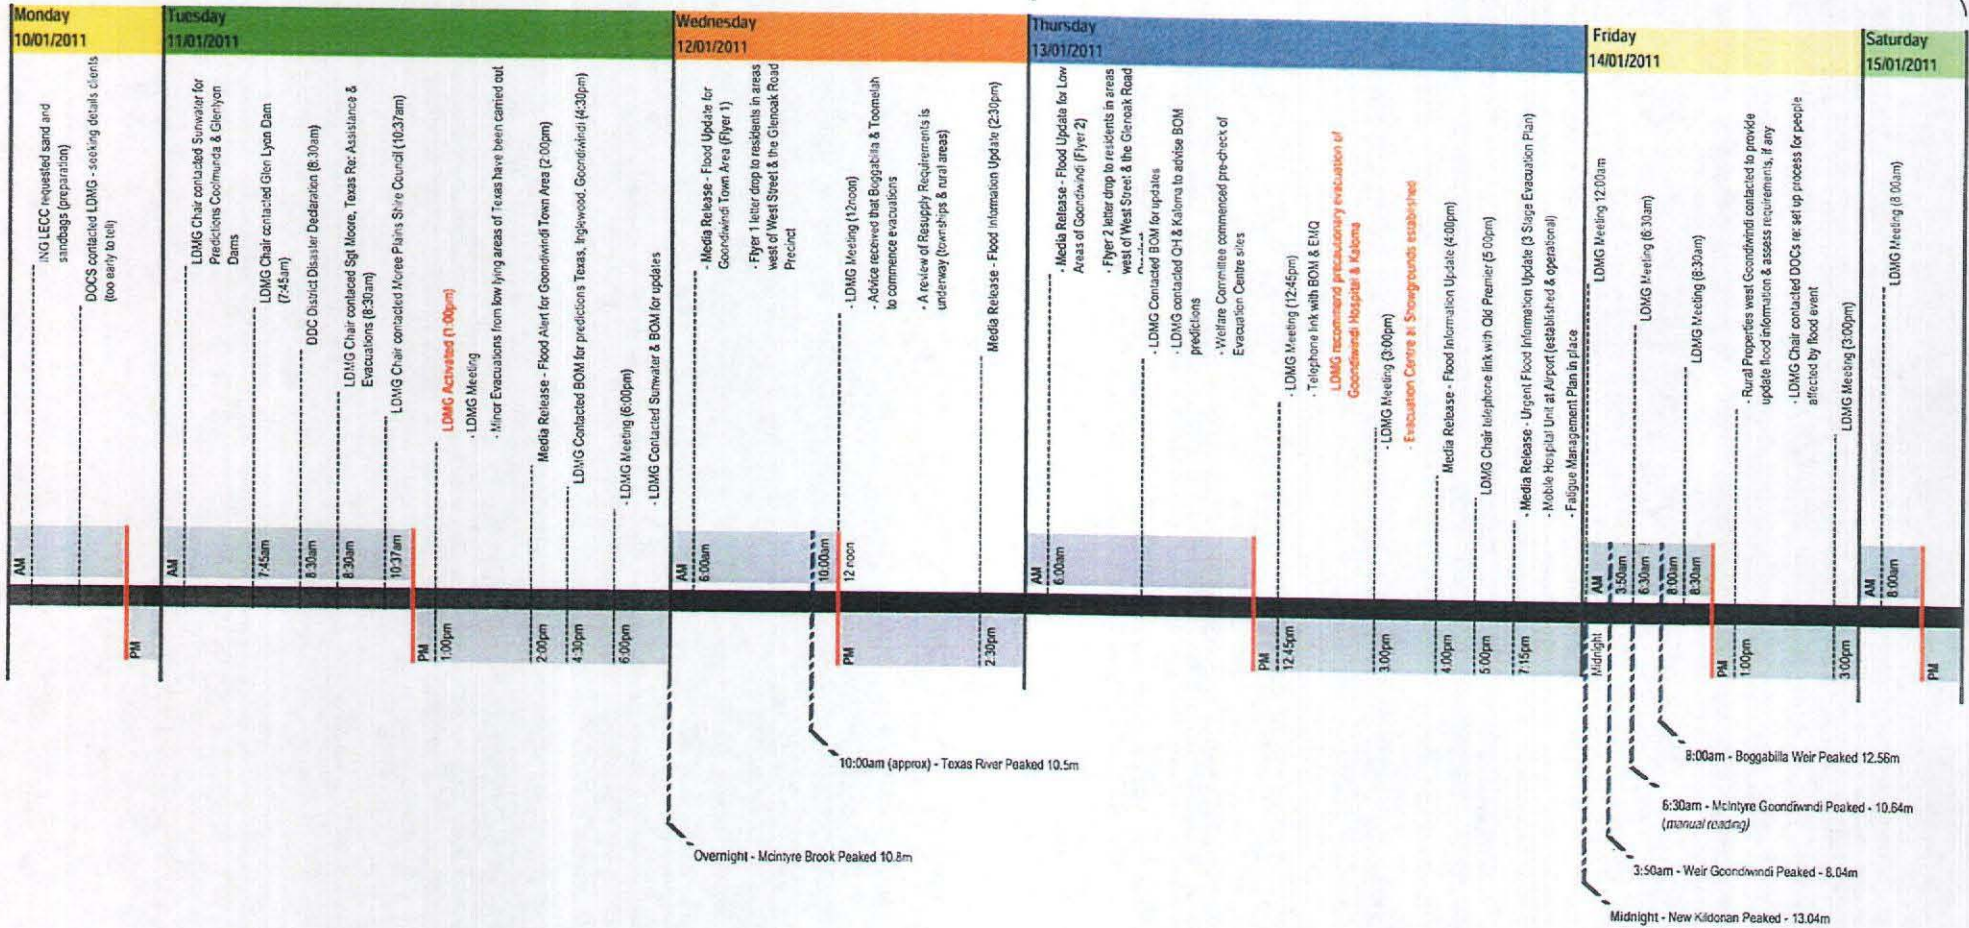 Monday
10/01/2011
ING LECC requested sand and
sandbags (preparation)
DOCS contacted LDMG - seeking details clients
(too early to tell)
AM
PM
Tuesday
11/01/2011
LDMG Chair contacted Sunwater for
Predictions Coolmunda & Glenlyon
Dams
LDMG Chair contacted Glen Lyon Dam
(7:45am)
DDC District Disaster Declaration (8:30am)
LDMG Chair contaced Sgt Moore, Texas Re: Assistance &
Evacuations (8:30am)
LDMG Chair contacted Moree Plains Shire Council (10:37am)
LDMG Activated (1:00pm)
- LDMG Meeting
- Minor Evacuations from low lying areas of Texas have been carried out
Media Release - Flood Alert for Goondiwindi Town Area (2:00pm)
LDMG Contacted BOM for predictions Texas, Inglewood, Goondiwindi (4:30pm)
- LDMG Meeting (6:00pm)
- LDMG Contacted Sunwater & BOM for updates
AM
7:45am
8:30am
8:30am
10:37am
PM
1:00pm
2:00pm
4:30pm
6:00pm
Overnight - Mcintyre Brook Peaked 10.8m
Wednesday
12/01/2011
- Media Release - Flood Update for
Goondiwindi Town Area (Flyer 1)
- Flyer 1 letter drop to residents in areas
west of West Street & the Glenoak Road
Precinct
- LDMG Meeting (12noon)
- Advice received that Boggabilla & Toomelah
to commence evacuations
- A review of Resupply Requirements is
underway (townships & rural areas)
Media Release - Flood Information Update (2:30pm)
AM
6:00am
10:00am
12 noon
PM
2:30pm
10:00am (approx) - Texas River Peaked 10.5m
Thursday
13/01/2011
- Media Release - Flood Update for Low
Areas of Goondiwindi (Flyer 2)
- Flyer 2 letter drop to residents in areas
west of West Street & the Glenoak Road
- LDMG Contacted BOM for updates
- LDMG contacted QH & Kaloma to advise BOM
predictions
- Welfare Committee commenced pre-check of
Evacuation Centre sites
- LDMG Meeting (12:45pm)
- Telephone link with BOM & EMQ
LDMG recommend precautionary evacuation of
Goondiwindi Hospital & Kaloma
- LDMG Meeting (3:00pm)
- Evacuation Centre at Showgrounds established
Media Release - Flood Information Update (4:00pm)
LDMG Chair telephone link with Qld Premier (5:00pm)
- Media Release - Urgent Flood Information Update (3 Stage Evacuation Plan)
- Mobile Hospital Unit at Airport (established & operational)
- Fatigue Management Plan in place
AM
6:00am
PM
12:45pm
3:00pm
4:00pm
5:00pm
7:15pm
Friday
14/01/2011
LDMG Meeting 12:00am
LDMG Meeting (6:30am)
LDMG Meeting (8:30am)
- Rural Properties west Goondiwindi contacted to provide
update flood information & assess requirements, if any
- LDMG Chair contacted DOCs re: set up process for people
affected by flood event
LDMG Meeting (3:00pm)
Midnight
AM
3:50am
6:30am
8:00am
8:30am
PM
1:00pm
3:00pm
8:00am - Boggabilla Weir Peaked 12.56m
6:30am - McIntyre Goondiwindi Peaked - 10.64m
(manual reading)
3:50am - Weir Goondiwindi Peaked - 8.04m
Midnight - New Kildonan Peaked - 13.04m
Saturday
15/01/2011
LDMG Meeting (8:00am)
AM
8:00am
PM